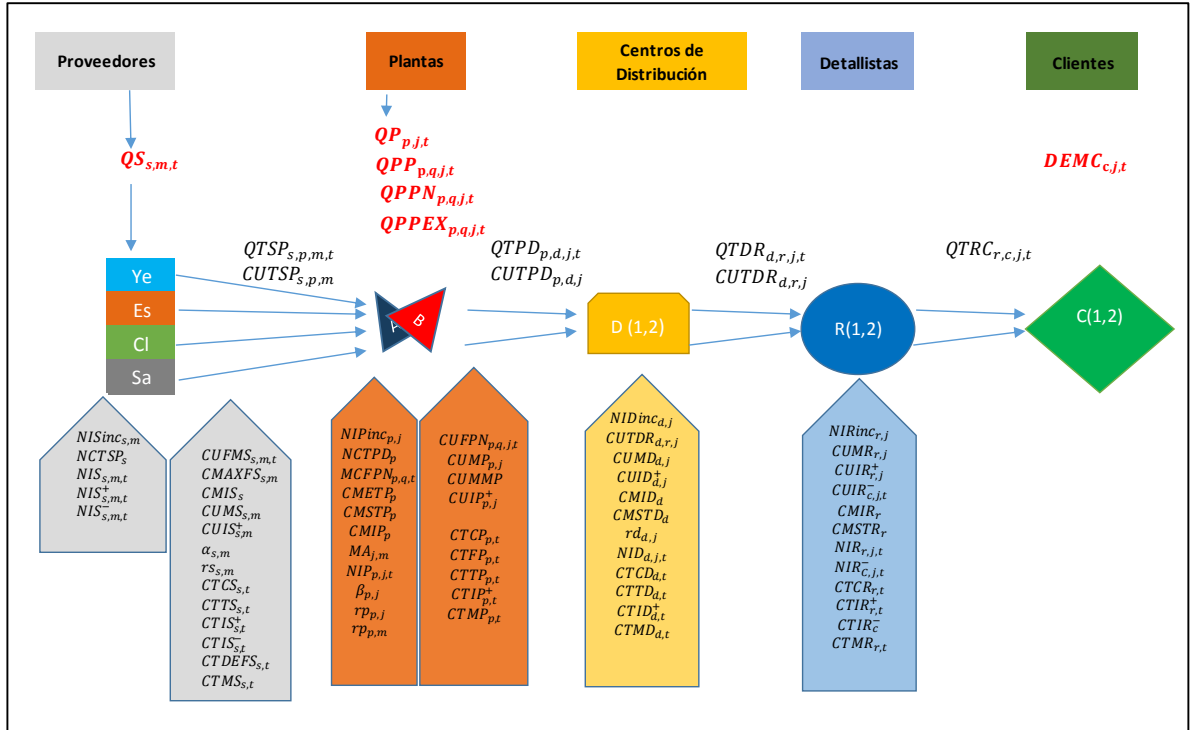 Proveedores
Plantas
Centros de
Distribución
Detallistas
Clientes
QS_{s,m,t}
QP_{p,j,t}
QPP_{p,q,j,t}
QPPN_{p,q,j,t}
QPPEX_{p,q,j,t}
DEMC_{c,j,t}
QTSP_{s,p,m,t}
CUTSP_{s,p,m}
QTPD_{p,d,j,t}
CUTPD_{p,d,j}
QTDR_{d,r,j,t}
CUTDR_{d,r,j}
QTRC_{r,c,j,t}
Ye
Es
Cl
Sa
A
B
D (1,2)
R(1,2)
C(1,2)
NISinc_{s,m}
NCTSP_s
NIS_{s,m,t}
NIS^+_{s,m,t}
NIS^-_{s,m,t}
CUFMS_{s,m,t}
CMAXFS_{s,m}
CMIS_s
CUMS_{s,m}
CUIS^+_{s,m}
α_{s,m}
rs_{s,m}
CTCS_{s,t}
CTTS_{s,t}
CTIS^+_{s,t}
CTIS^-_{s,t}
CTDEFS_{s,t}
CTMS_{s,t}
NIPinc_{p,j}
NCTPD_p
MCFPN_{p,q,t}
CMETP_p
CMSTP_p
CMIP_p
MA_{j,m}
NIP_{p,j,t}
β_{p,j}
rp_{p,j}
rp_{p,m}
CUFPN_{p,q,j,t}
CUMP_{p,j}
CUMMP
CUIP^+_{p,j}
CTCP_{p,t}
CTFP_{p,t}
CTTP_{p,t}
CTIP^+_{p,t}
CTMP_{p,t}
NIDinc_{d,j}
CUTDR_{d,r,j}
CUMD_{d,j}
CUID^+_{d,j}
CMID_d
CMSTD_d
rd_{d,j}
NID_{d,j,t}
CTCD_{d,t}
CTTD_{d,t}
CTID^+_{d,t}
CTMD_{d,t}
NIRinc_{r,j}
CUMR_{r,j}
CUIR^+_{r,j}
CUIR^-_{c,j,t}
CMIR_r
CMSTR_r
NIR_{r,j,t}
NIR^-_{C,j,t}
CTCR_{r,t}
CTIR^+_{r,t}
CTIR^-_c
CTMR_{r,t}